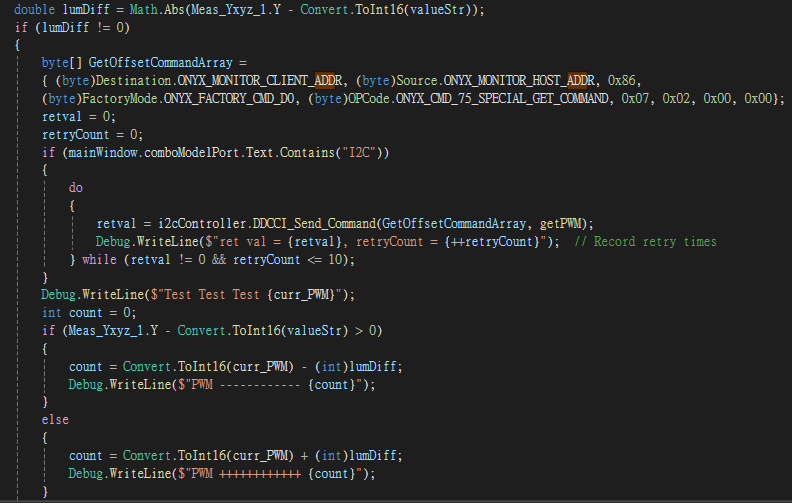 double lumDiff = Math.Abs(Meas_Yxyz_1.Y - Convert.ToInt16(valueStr));
if (lumDiff != 0)
{
byte[] GetOffsetCommandArray =
{ (byte)Destination.ONYX_MONITOR_CLIENT_ADDR, (byte)Source.ONYX_MONITOR_HOST_ADDR, 0x86,
(byte)FactoryMode.ONYX_FACTORY_CMD_D0, (byte)OPCode.ONYX_CMD_75_SPECIAL_GET_COMMAND, 0x07, 0x02, 0x00, 0x00};
retval = 0;
retryCount = 0;
if (mainWindow.comboModelPort.Text.Contains("I2C"))
{
do
{
retval = i2cController.DDCCI_Send_Command(GetOffsetCommandArray, getPWM);
Debug.WriteLine($"ret val = {retval}, retryCount = {++retryCount}");  // Record retry times
} while (retval != 0 && retryCount <= 10);
}
Debug.WriteLine($"Test Test Test {curr_PWM}");
int count = 0;
if (Meas_Yxyz_1.Y - Convert.ToInt16(valueStr) > 0)
{
count = Convert.ToInt16(curr_PWM) - (int)lumDiff;
Debug.WriteLine($"PWM ------------ {count}");
}
else
{
count = Convert.ToInt16(curr_PWM) + (int)lumDiff;
Debug.WriteLine($"PWM ++++++++++++ {count}");
}